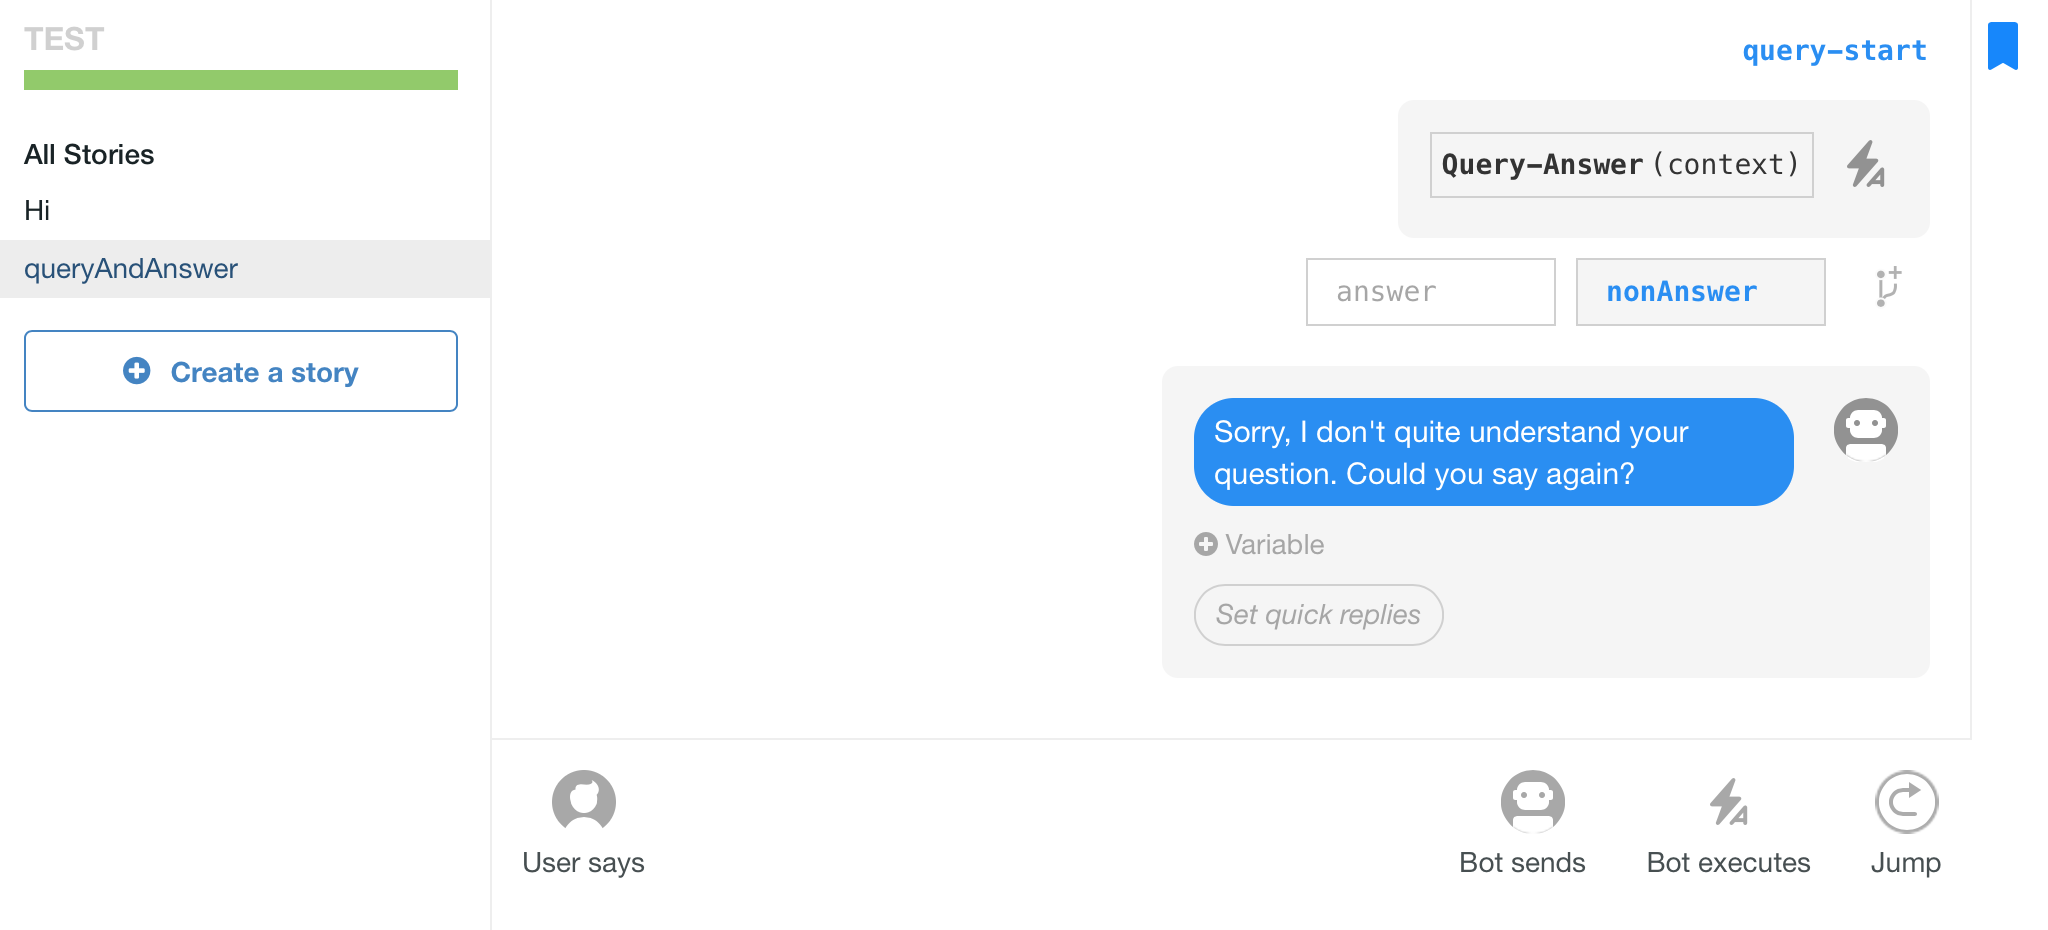 TEST
All Stories
Hi
queryAndAnswer
Create a story
query-start
Query-Answer(context)
answer
nonAnswer
Sorry, I don't quite understand your
question. Could you say again?
Variable
Set quick replies
User says
Bot sends
Bot executes
Jump